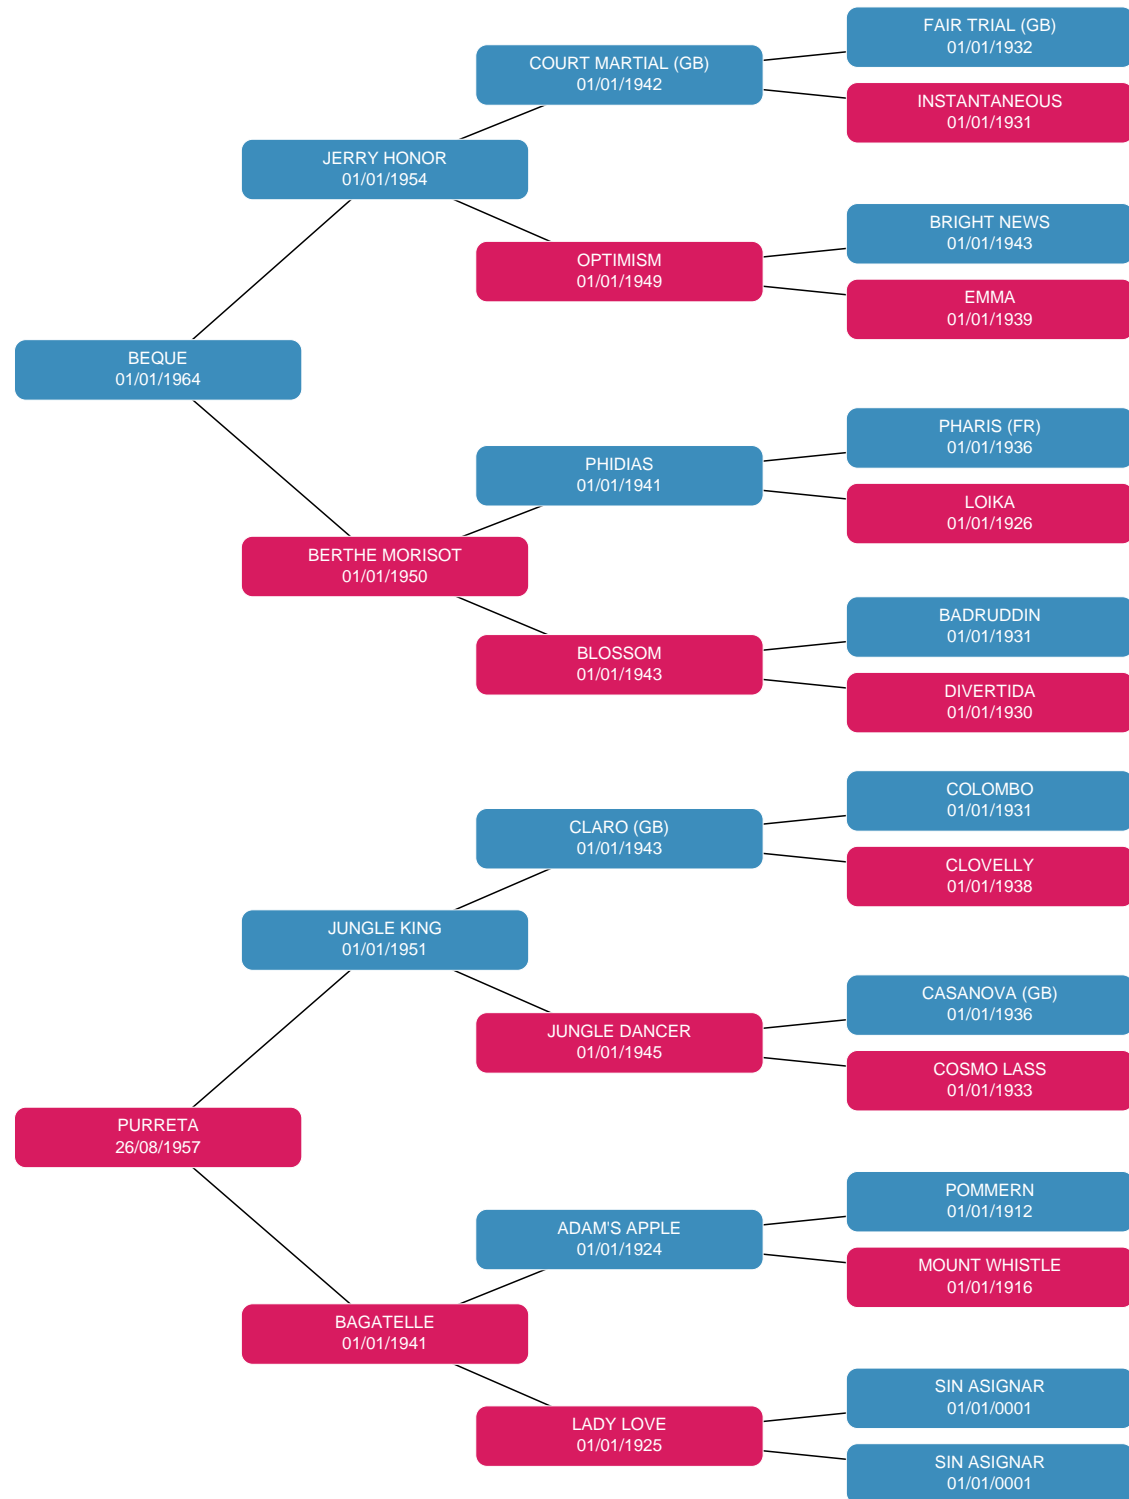 FAIR TRIAL (GB)
01/01/1932
COURT MARTIAL (GB)
01/01/1942
INSTANTANEOUS
01/01/1931
JERRY HONOR
01/01/1954
BRIGHT NEWS
01/01/1943
OPTIMISM
01/01/1949
EMMA
01/01/1939
BEQUE
01/01/1964
PHARIS (FR)
01/01/1936
PHIDIAS
01/01/1941
LOIKA
01/01/1926
BERTHE MORISOT
01/01/1950
BADRUDDIN
01/01/1931
BLOSSOM
01/01/1943
DIVERTIDA
01/01/1930
COLOMBO
01/01/1931
CLARO (GB)
01/01/1943
CLOVELLY
01/01/1938
JUNGLE KING
01/01/1951
CASANOVA (GB)
01/01/1936
JUNGLE DANCER
01/01/1945
COSMO LASS
01/01/1933
PURRETA
26/08/1957
POMMERN
01/01/1912
ADAM'S APPLE
01/01/1924
MOUNT WHISTLE
01/01/1916
BAGATELLE
01/01/1941
SIN ASIGNAR
01/01/0001
LADY LOVE
01/01/1925
SIN ASIGNAR
01/01/0001